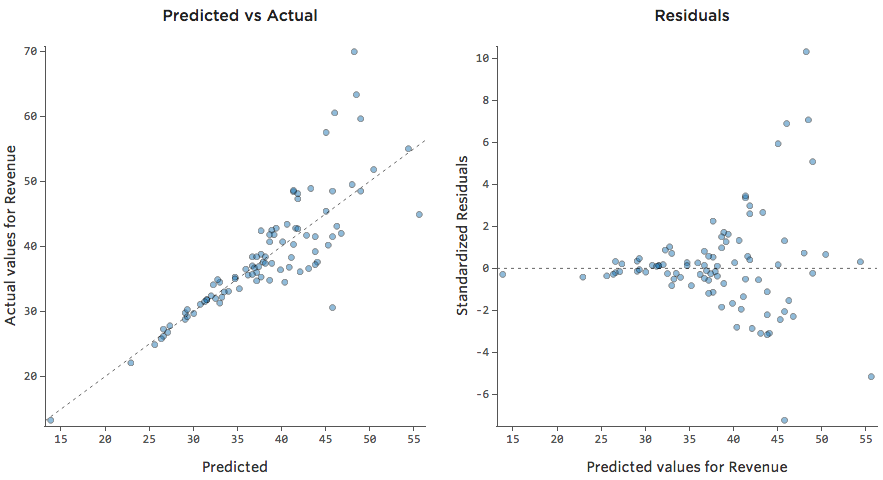 Predicted vs Actual
Actual values for Revenue
70
60
50
40
30
20
15 20 25 30 35 40 45 50 55
Predicted
Residuals
Standardized Residuals
10
8
6
4
2
0
-2
-4
-6
15 20 25 30 35 40 45 50 55
Predicted values for Revenue